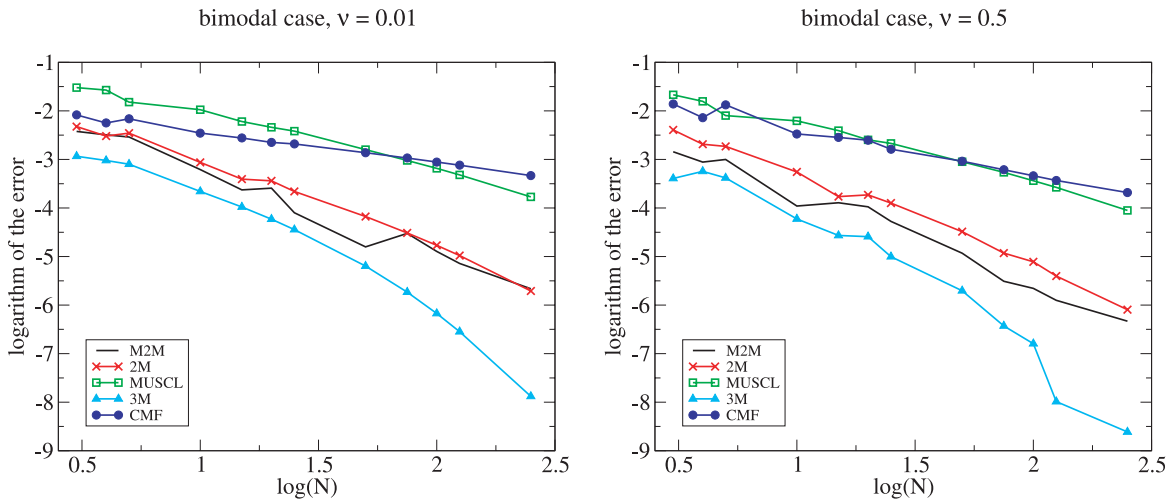 bimodal case, ν = 0.01
-1
-2
-3
-4
-5
-6
-7
-8
-9
logarithm of the error
M2M
2M
MUSCL
3M
CMF
0.5
1
1.5
2
2.5
log(N)
bimodal case, ν = 0.5
-1
-2
-3
-4
-5
-6
-7
-8
-9
logarithm of the error
M2M
2M
MUSCL
3M
CMF
0.5
1
1.5
2
2.5
log(N)